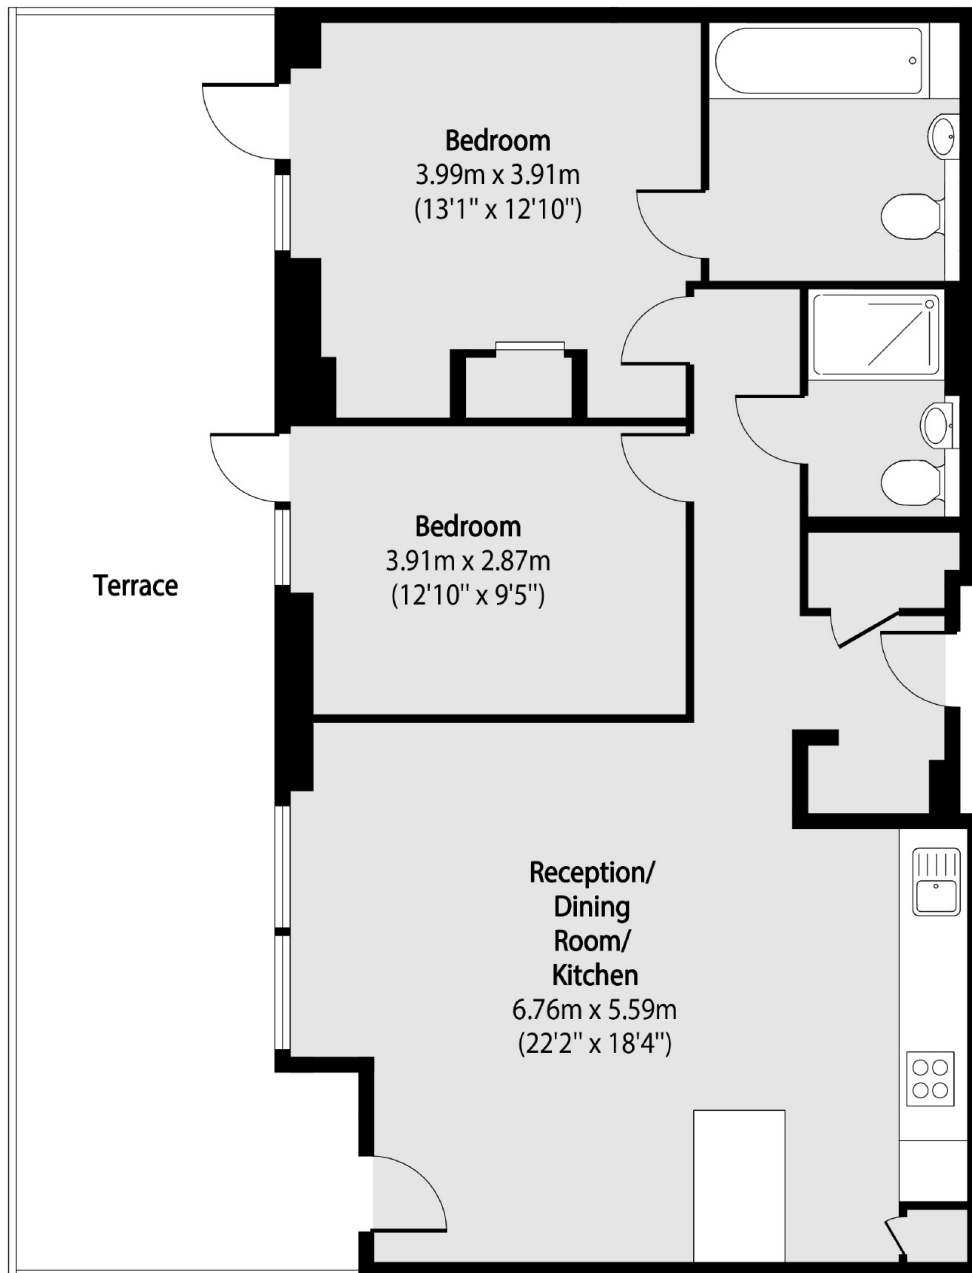 Bedroom
3.99m x 3.91m
(13'1" x 12'10")
Bedroom
3.91m x 2.87m
(12'10" x 9'5")
Terrace
Reception/
Dining
Room/
Kitchen
6.76m x 5.59m
(22'2" x 18'4")